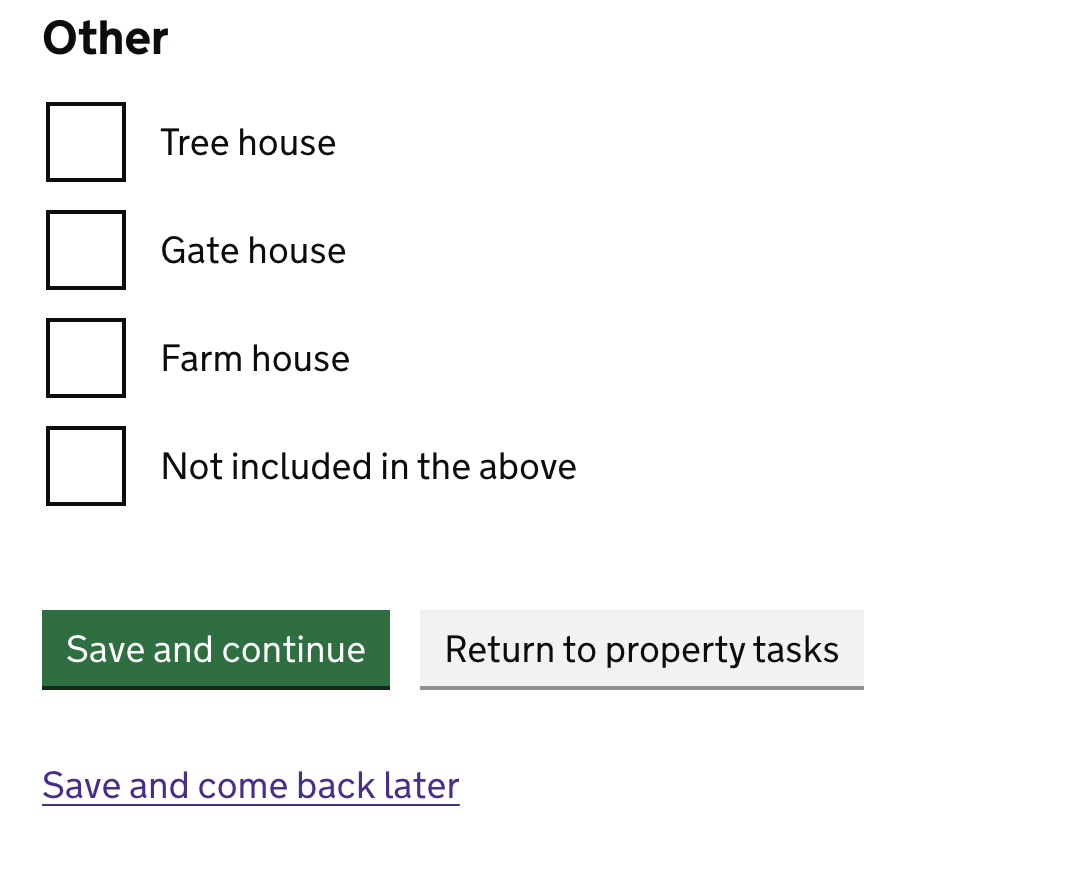 Other
Tree house
Gate house
Farm house
Not included in the above
Save and continue
Return to property tasks
Save and come back later